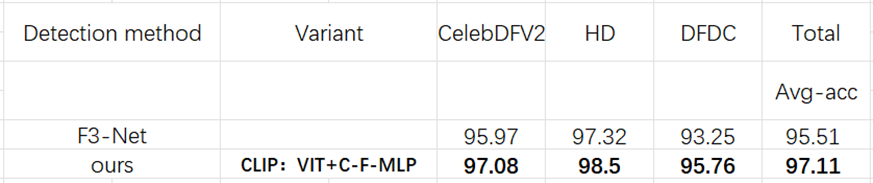 Detection method Variant CelebDFV2 HD DFDC Total
Avg-acc
F3-Net 95.97 97.32 93.25 95.51
ours CLIP：VIT+C-F-MLP 97.08 98.5 95.76 97.11